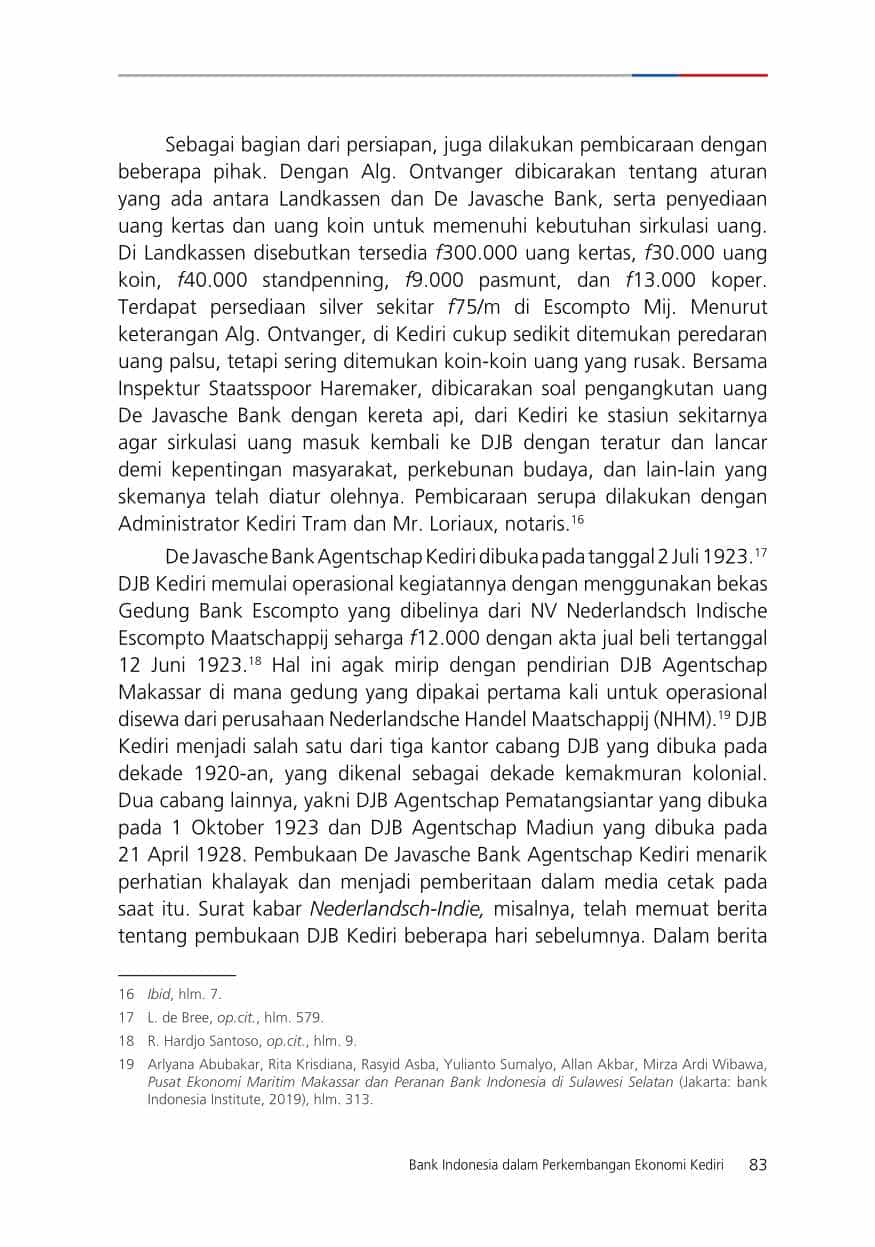 Sebagai bagian dari persiapan, juga dilakukan pembicaraan dengan
beberapa pihak. Dengan Alg. Ontvanger dibicarakan tentang aturan
yang ada antara Landkassen dan De Javasche Bank, serta penyediaan
uang kertas dan uang koin untuk memenuhi kebutuhan sirkulasi uang.
Di Landkassen disebutkan tersedia ƒ300.000 uang kertas, ƒ30.000 uang
koin, ƒ40.000 standpenning, ƒ9.000 pasmunt, dan ƒ13.000 koper.
Terdapat persediaan silver sekitar ƒ75/m di Escompto Mij. Menurut
keterangan Alg. Ontvanger, di Kediri cukup sedikit ditemukan peredaran
uang palsu, tetapi sering ditemukan koin-koin uang yang rusak. Bersama
Inspektur Staatsspoor Haremaker, dibicarakan soal pengangkutan uang
De Javasche Bank dengan kereta api, dari Kediri ke stasiun sekitarnya
agar sirkulasi uang masuk kembali ke DJB dengan teratur dan lancar
demi kepentingan masyarakat, perkebunan budaya, dan lain-lain yang
skemanya telah diatur olehnya. Pembicaraan serupa dilakukan dengan
Administrator Kediri Tram dan Mr. Loriaux, notaris.16
De Javasche Bank Agentschap Kediri dibuka pada tanggal 2 Juli 1923.17
DJB Kediri memulai operasional kegiatannya dengan menggunakan bekas
Gedung Bank Escompto yang dibelinya dari NV Nederlandsch Indische
Escompto Maatschappij seharga ƒ12.000 dengan akta jual beli tertanggal
12 Juni 1923.18 Hal ini agak mirip dengan pendirian DJB Agentschap
Makassar di mana gedung yang dipakai pertama kali untuk operasional
disewa dari perusahaan Nederlandsche Handel Maatschappij (NHM).19 DJB
Kediri menjadi salah satu dari tiga kantor cabang DJB yang dibuka pada
dekade 1920-an, yang dikenal sebagai dekade kemakmuran kolonial.
Dua cabang lainnya, yakni DJB Agentschap Pematangsiantar yang dibuka
pada 1 Oktober 1923 dan DJB Agentschap Madiun yang dibuka pada
21 April 1928. Pembukaan De Javasche Bank Agentschap Kediri menarik
perhatian khalayak dan menjadi pemberitaan dalam media cetak pada
saat itu. Surat kabar Nederlandsch-Indie, misalnya, telah memuat berita
tentang pembukaan DJB Kediri beberapa hari sebelumnya. Dalam berita
16 Ibid, hlm. 7.
17 L. de Bree, op.cit., hlm. 579.
18 R. Hardjo Santoso, op.cit., hlm. 9.
19 Arlyana Abubakar, Rita Krisdiana, Rasyid Asba, Yulianto Sumalyo, Allan Akbar, Mirza Ardi Wibawa,
Pusat Ekonomi Maritim Makassar dan Peranan Bank Indonesia di Sulawesi Selatan (Jakarta: bank
Indonesia Institute, 2019), hlm. 313.
Bank Indonesia dalam Perkembangan Ekonomi Kediri 83